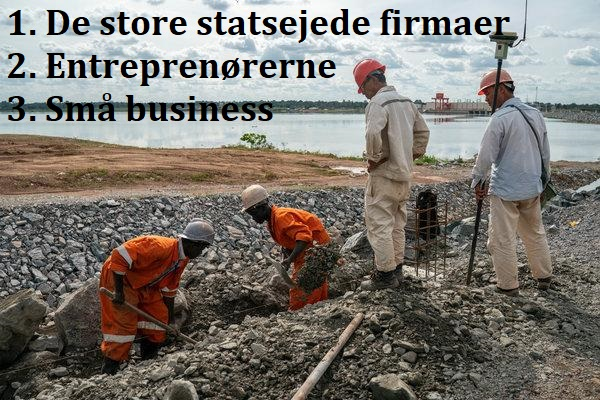 1. De store statsejede firmaer
2. Entreprenørerne
3. Små business